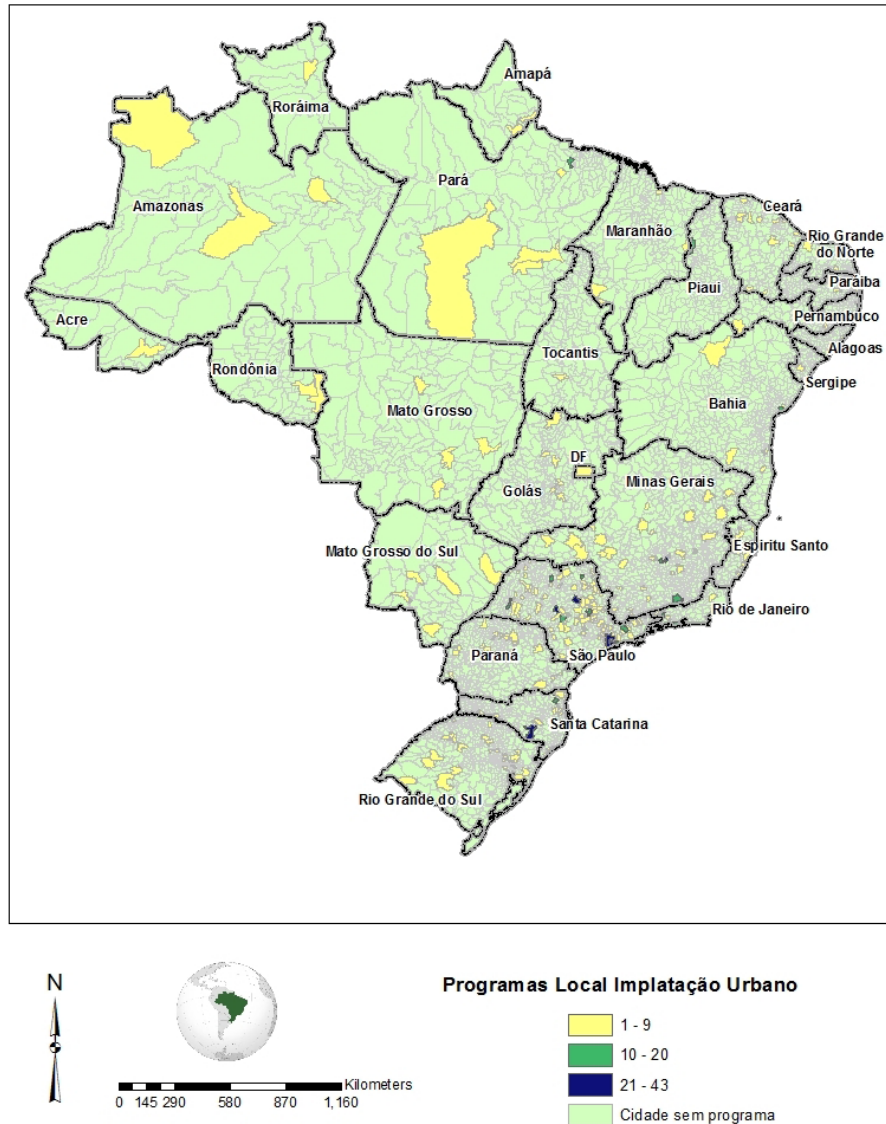 Amapá
Roráima
Amazonas
Pará
Ceará
Maranhão
Rio Grande
do Norte
Paráiba
Piaui
Pernambuco
Acre
Alagoas
Rondônia
Tocantis
Sergipe
Mato Grosso
Bahia
DF
Golás
Minas Gerais
Mato Grosso do Sul
Espiritu Santo
Rio de Janeiro
Paraná
São Paulo
Santa Catarina
Rio Grande do Sul
N
Programas Local Implatação Urbano
1 - 9
10 - 20
21 - 43
Cidade sem programa
Kilometers
0 145 290 580 870 1,160